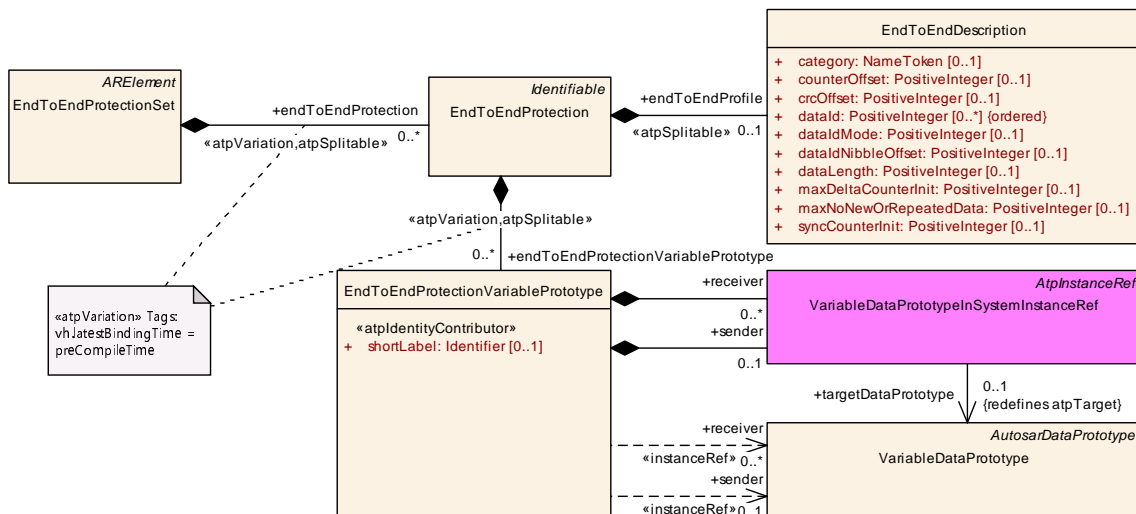 ARElement
EndToEndProtectionSet
+endToEndProtection
«atpVariation,atpSplitable»
0..*
Identifiable
EndToEndProtection
+endToEndProfile
«atpSplitable»
0..1
EndToEndDescription
+ category: NameToken [0..1]
+ counterOffset: PositiveInteger [0..1]
+ crcOffset: PositiveInteger [0..1]
+ dataId: PositiveInteger [0..*] {ordered}
+ dataIdMode: PositiveInteger [0..1]
+ dataIdNibbleOffset: PositiveInteger [0..1]
+ dataLength: PositiveInteger [0..1]
+ maxDeltaCounterInit: PositiveInteger [0..1]
+ maxNoNewOrRepeatedData: PositiveInteger [0..1]
+ syncCounterInit: PositiveInteger [0..1]
«atpVariation,atpSplitable»
0..*
+endToEndProtectionVariablePrototype
«atpVariation» Tags:
vh.latestBindingTime =
preCompileTime
EndToEndProtectionVariablePrototype
«atpIdentityContributor»
+ shortLabel: Identifier [0..1]
+receiver
0..*
+sender
0..1
AtpInstanceRef
VariableDataPrototypeInSystemInstanceRef
+targetDataPrototype
0..1
{redefines atpTarget}
+receiver
«instanceRef»
0..*
+sender
«instanceRef»
0..1
AutosarDataPrototype
VariableDataPrototype